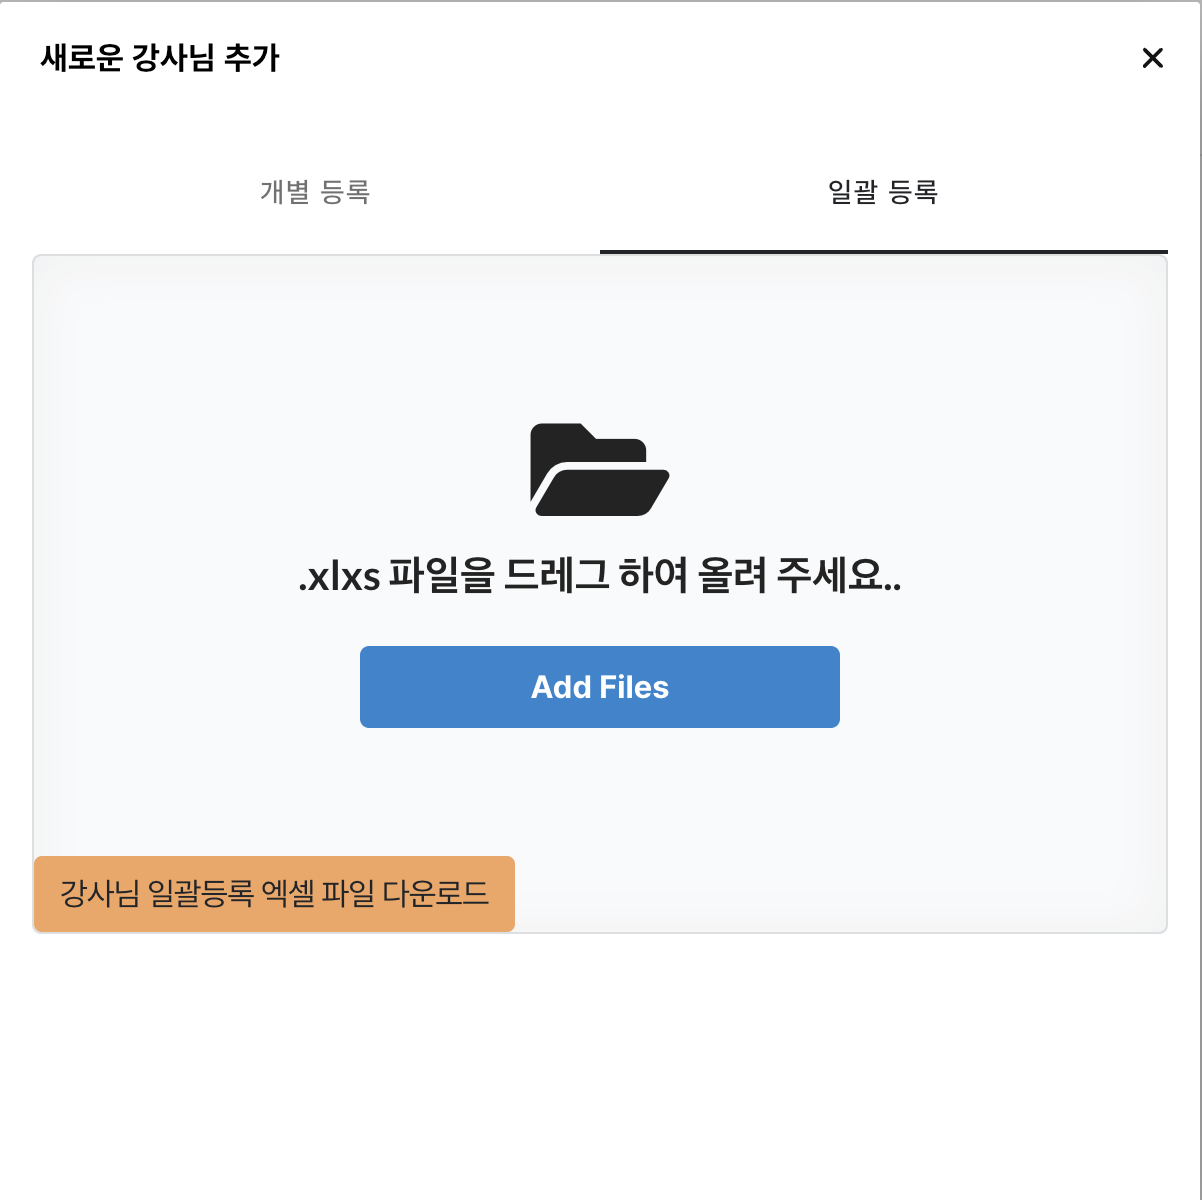 새로운 강사님 추가
개별 등록
일괄 등록
.xlxs 파일을 드레그 하여 올려 주세요..
Add Files
강사님 일괄등록 엑셀 파일 다운로드